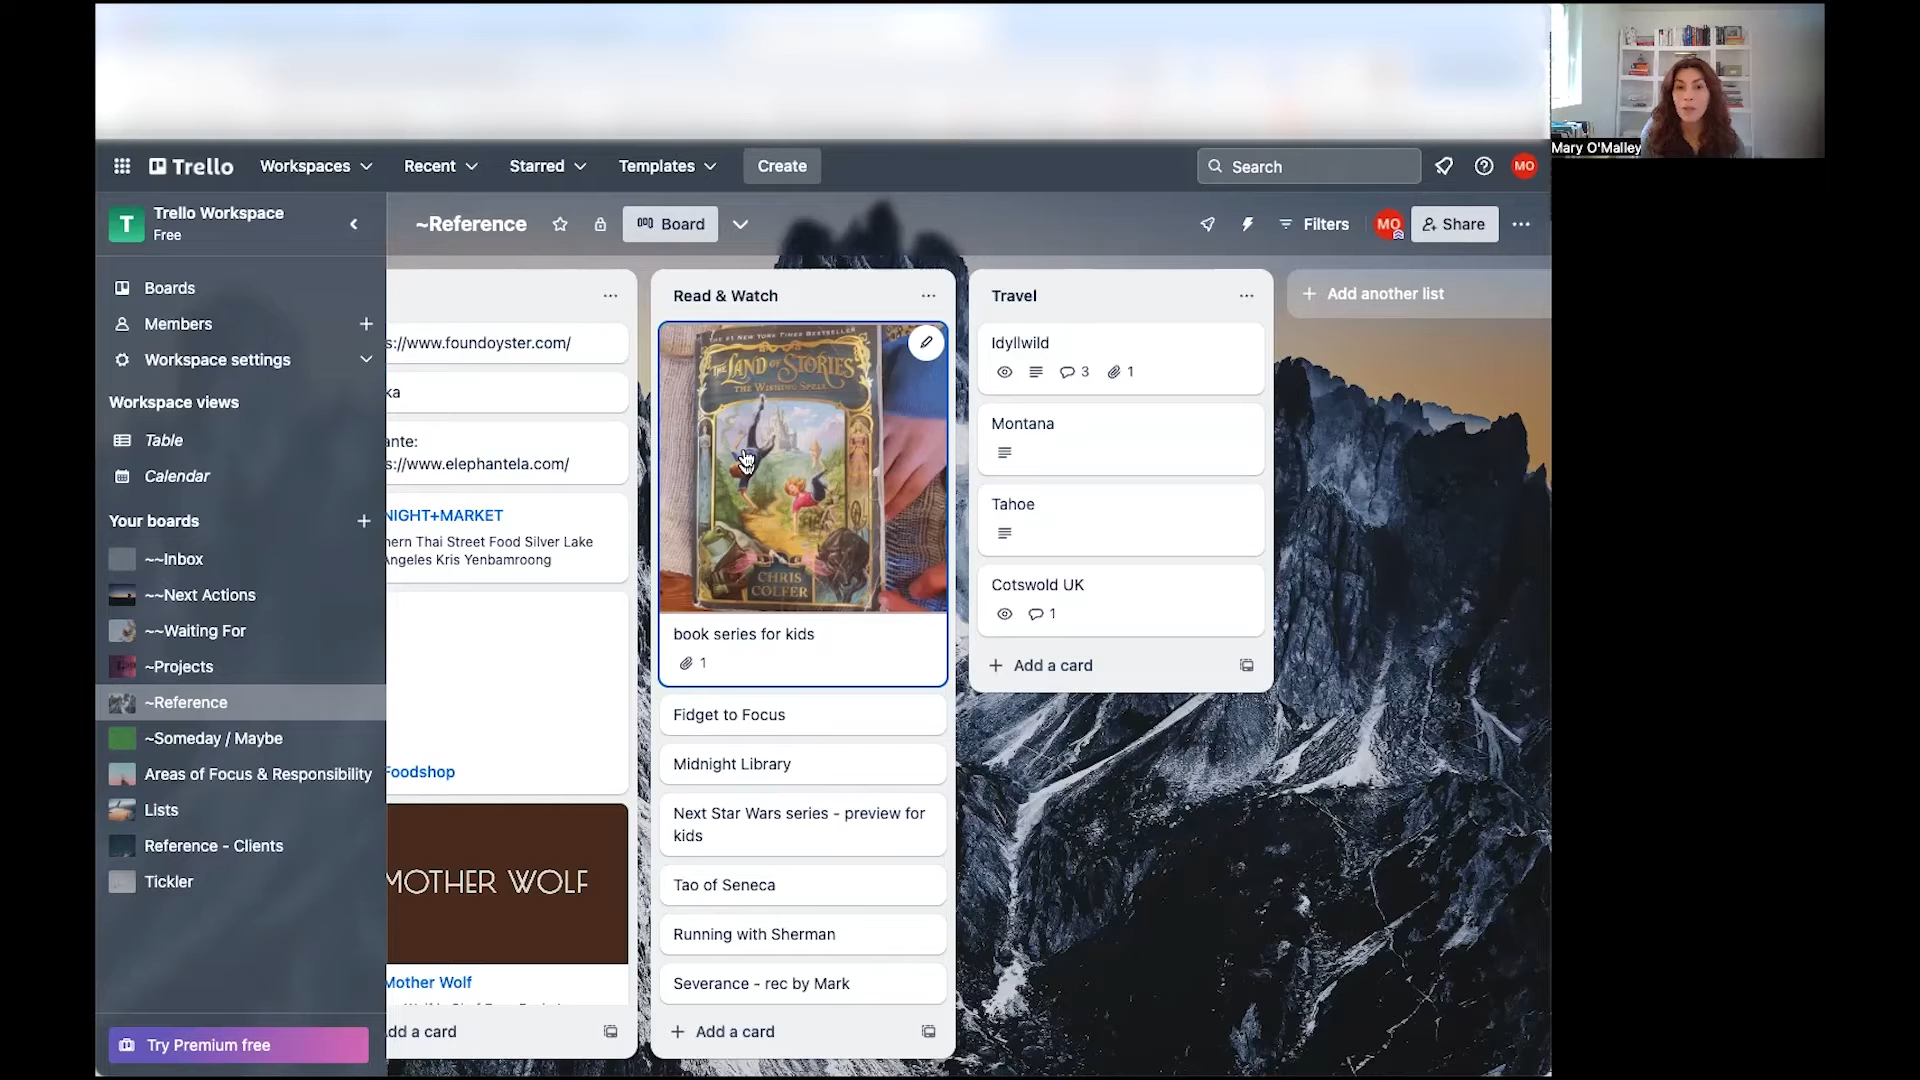 Mary O'Malley
Trello
Workspaces
Recent
Starred
Templates
Create
Search
MO
T
Trello Workspace
Free
~Reference
Board
Filters
MO
Share
Boards
Members
Workspace settings
Workspace views
Table
Calendar
Your boards
~~Inbox
~~Next Actions
~~Waiting For
~Projects
~Reference
~Someday / Maybe
Areas of Focus & Responsibility
Lists
Reference - Clients
Tickler
Try Premium free
s://www.foundoyster.com/
ka
ante:
s://www.elephantela.com/
NIGHT+MARKET
hern Thai Street Food Silver Lake
Angeles Kris Yenbamroong
Foodshop
MOTHER WOLF
Mother Wolf
dd a card
Read & Watch
THE #1 NEW YORK TIMES BESTSELLER
THE LAND OF STORIES
THE WISHING SPELL
CHRIS
COLFER
book series for kids
1
Fidget to Focus
Midnight Library
Next Star Wars series - preview for
kids
Tao of Seneca
Running with Sherman
Severance - rec by Mark
Add a card
Travel
Idyllwild
3 1
Montana
Tahoe
Cotswold UK
1
Add a card
Add another list